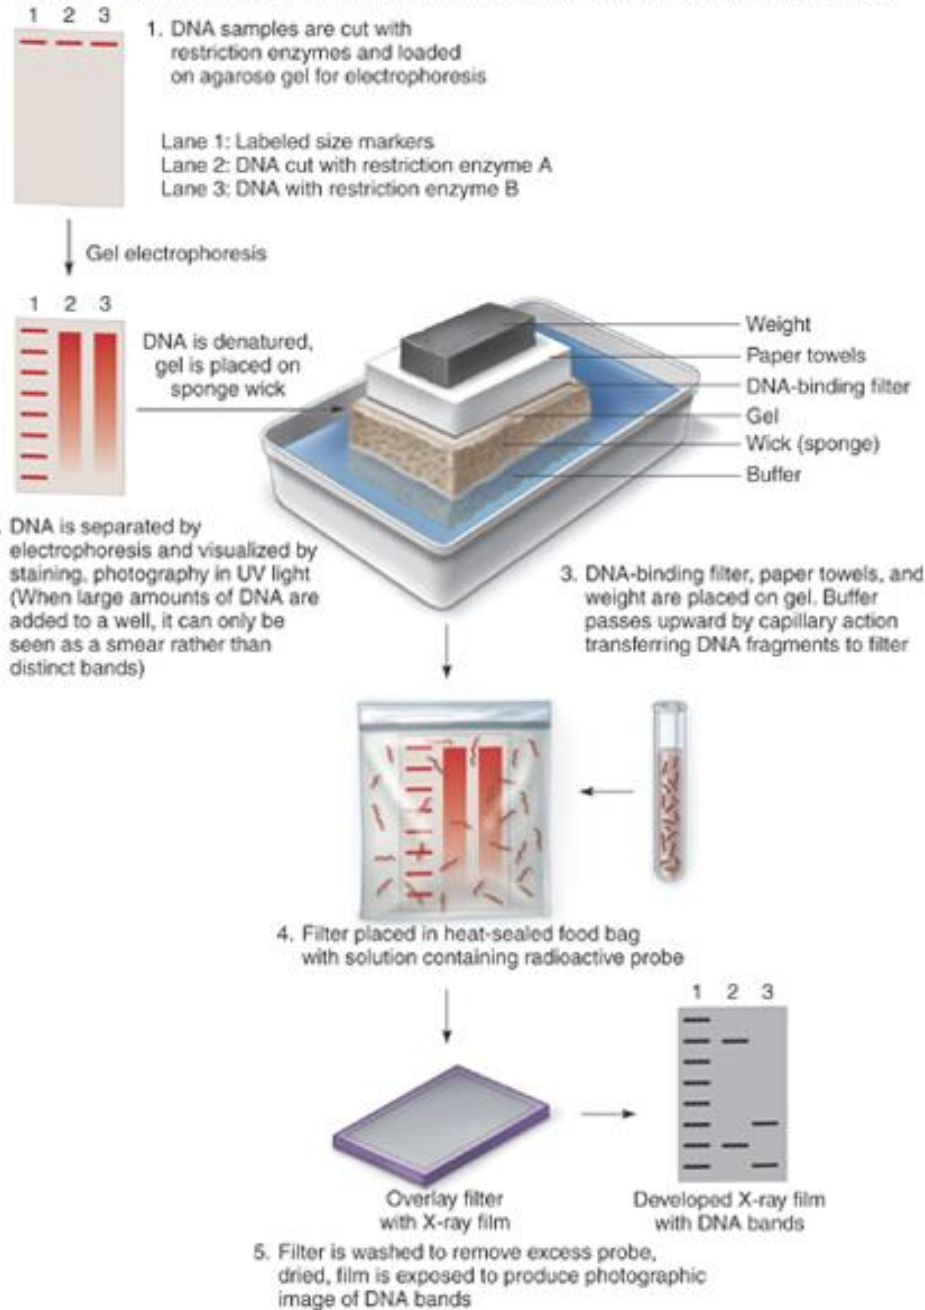 1 2 3
1. DNA samples are cut with
restriction enzymes and loaded
on agarose gel for electrophoresis
Lane 1: Labeled size markers
Lane 2: DNA cut with restriction enzyme A
Lane 3: DNA with restriction enzyme B
Gel electrophoresis
1 2 3
DNA is denatured,
gel is placed on
sponge wick
Weight
Paper towels
DNA-binding filter
Gel
Wick (sponge)
Buffer
DNA is separated by
electrophoresis and visualized by
staining, photography in UV light
(When large amounts of DNA are
added to a well, it can only be
seen as a smear rather than
distinct bands)
3. DNA-binding filter, paper towels, and
weight are placed on gel. Buffer
passes upward by capillary action
transferring DNA fragments to filter
4. Filter placed in heat-sealed food bag
with solution containing radioactive probe
1 2 3
Overlay filter
with X-ray film
Developed X-ray film
with DNA bands
5. Filter is washed to remove excess probe,
dried, film is exposed to produce photographic
image of DNA bands